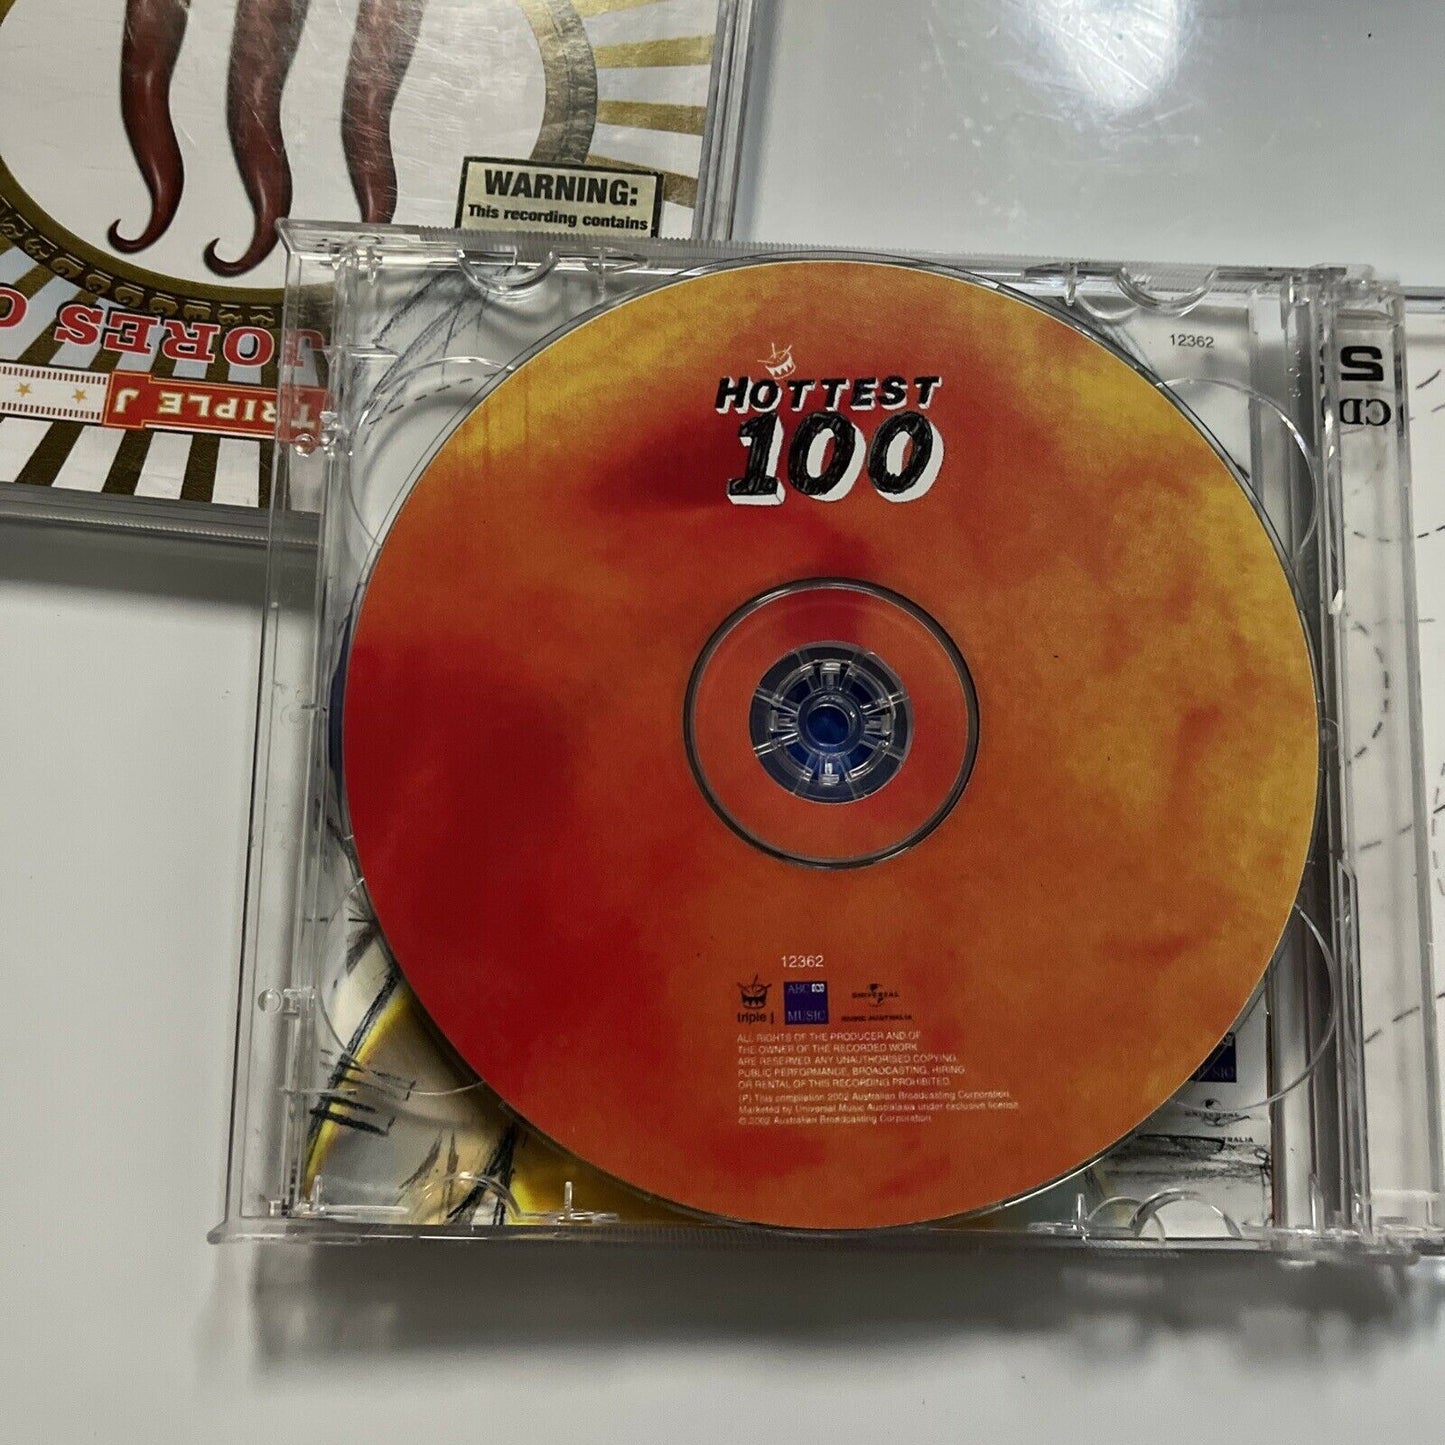 WARNING:
This recording contains
JORES O
TRIPLE J
12362
S
CD
HOTTEST
100
12362
triple j
ABC
MUSIC
UNIVERSAL
MUSIC AUSTRALIA
ALL RIGHTS OF THE PRODUCER AND OF
THE OWNER OF THE RECORDED WORK
ARE RESERVED. ANY UNAUTHORISED COPYING,
PUBLIC PERFORMANCE, BROADCASTING, HIRING
OR RENTAL OF THIS RECORDING PROHIBITED.
(P) This compilation 2002 Australian Broadcasting Corporation.
Marketed by Universal Music Australasia under exclusive license.
© 2002 Australian Broadcasting Corporation.